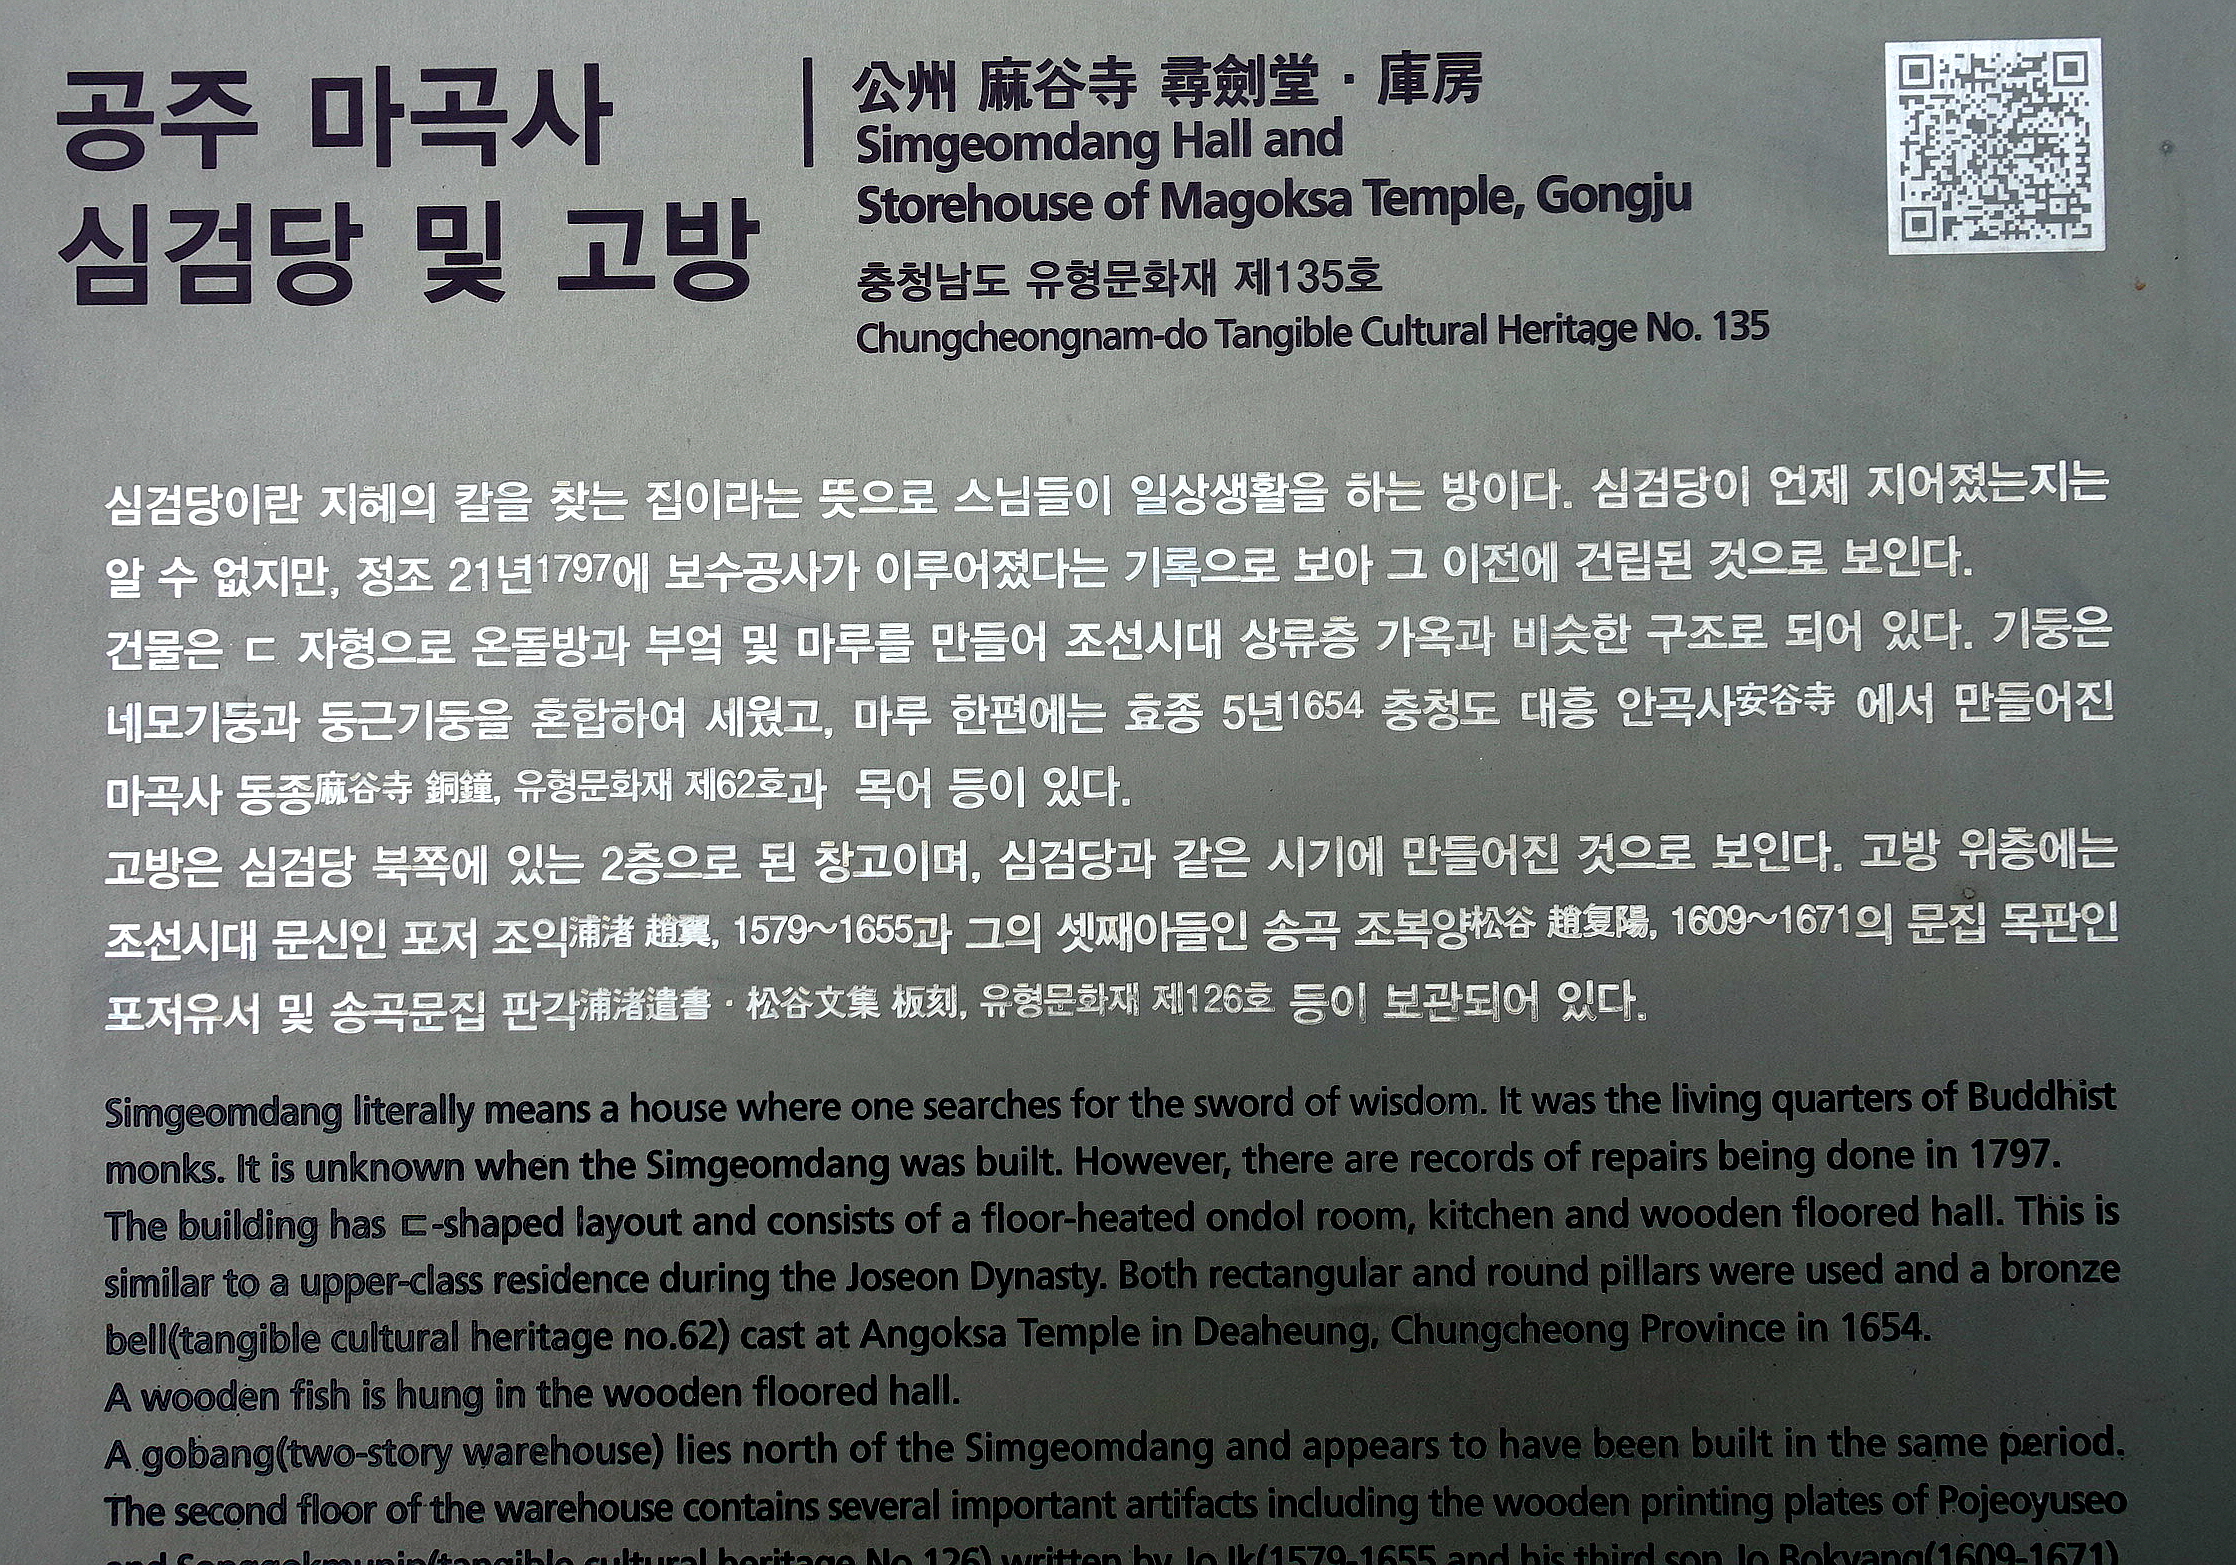 공주 마곡사
심검당 및 고방
公州 麻谷寺 尋劍堂 · 庫房
Simgeomdang Hall and
Storehouse of Magoksa Temple, Gongju
충청남도 유형문화재 제135호
Chungcheongnam-do Tangible Cultural Heritage No. 135
심검당이란 지혜의 칼을 찾는 집이라는 뜻으로 스님들이 일상생활을 하는 방이다. 심검당이 언제 지어졌는지는
알 수 없지만, 정조 21년1797에 보수공사가 이루어졌다는 기록으로 보아 그 이전에 건립된 것으로 보인다.
건물은 ㄷ 자형으로 온돌방과 부엌 및 마루를 만들어 조선시대 상류층 가옥과 비슷한 구조로 되어 있다. 기둥은
네모기둥과 둥근기둥을 혼합하여 세웠고, 마루 한편에는 효종 5년1654 충청도 대흥 안곡사安谷寺 에서 만들어진
마곡사 동종麻谷寺 銅鐘, 유형문화재 제62호과 목어 등이 있다.
고방은 심검당 북쪽에 있는 2층으로 된 창고이며, 심검당과 같은 시기에 만들어진 것으로 보인다. 고방 위층에는
조선시대 문신인 포저 조익浦渚 趙翼, 1579~1655과 그의 셋째아들인 송곡 조복양松谷 趙复陽, 1609~1671의 문집 목판인
포저유서 및 송곡문집 판각浦渚遺書 · 松谷文集 板刻, 유형문화재 제126호 등이 보관되어 있다.
Simgeomdang literally means a house where one searches for the sword of wisdom. It was the living quarters of Buddhist
monks. It is unknown when the Simgeomdang was built. However, there are records of repairs being done in 1797.
The building has ㄷ-shaped layout and consists of a floor-heated ondol room, kitchen and wooden floored hall. This is
similar to a upper-class residence during the Joseon Dynasty. Both rectangular and round pillars were used and a bronze
bell(tangible cultural heritage no.62) cast at Angoksa Temple in Deaheung, Chungcheong Province in 1654.
A wooden fish is hung in the wooden floored hall.
A gobang(two-story warehouse) lies north of the Simgeomdang and appears to have been built in the same period.
The second floor of the warehouse contains several important artifacts including the wooden printing plates of Pojeoyuseo
and Songgokmunjip(tangible cultural heritage No.126) written by Jo Ik(1579-1655 and his third son Jo Bokyang(1609-1671)